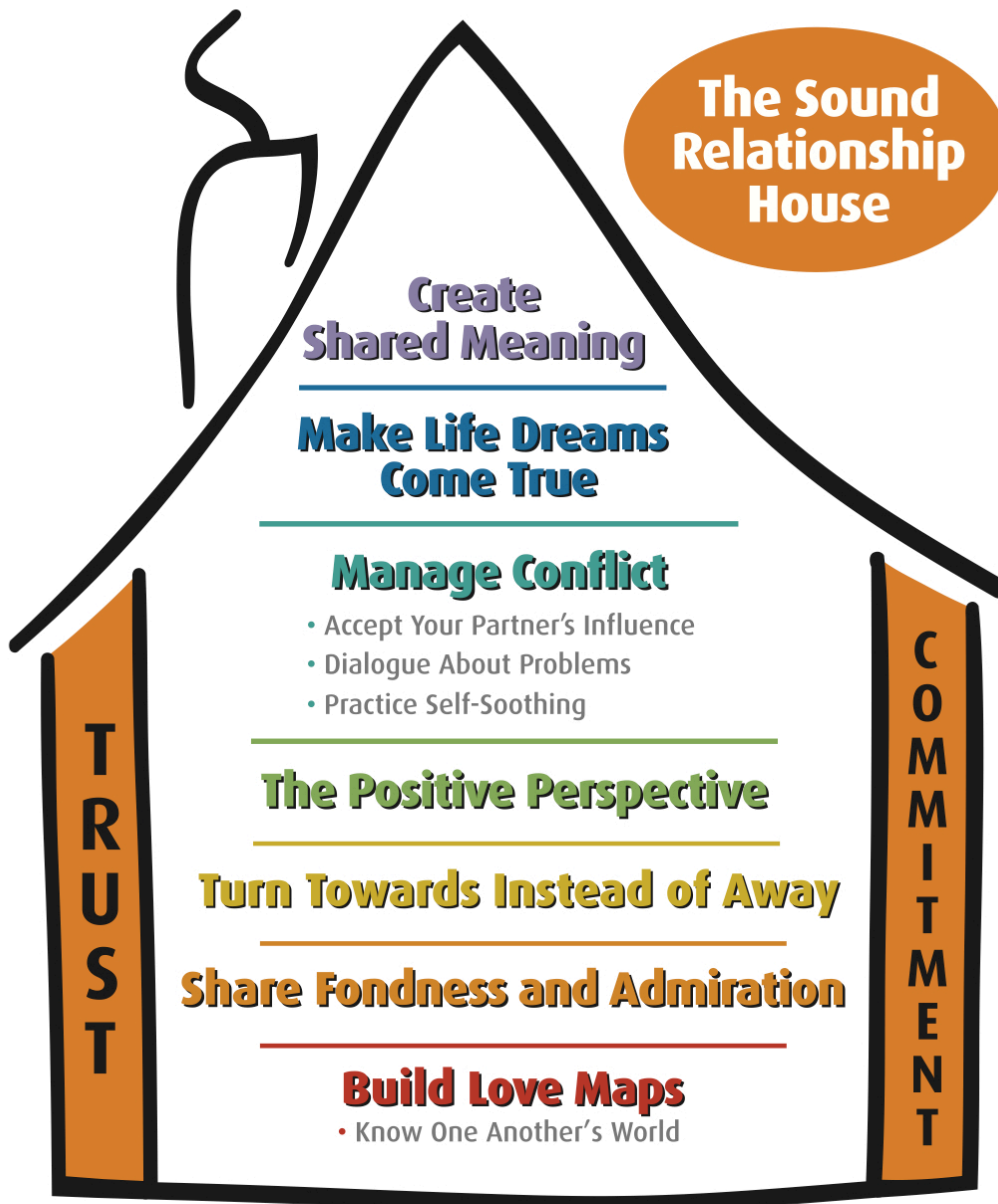 The Sound
Relationship
House
Create
Shared Meaning
Make Life Dreams
Come True
Manage Conflict
• Accept Your Partner’s Influence
• Dialogue About Problems
• Practice Self-Soothing
The Positive Perspective
Turn Towards Instead of Away
Share Fondness and Admiration
Build Love Maps
• Know One Another’s World
TRUST
COMMITMENT